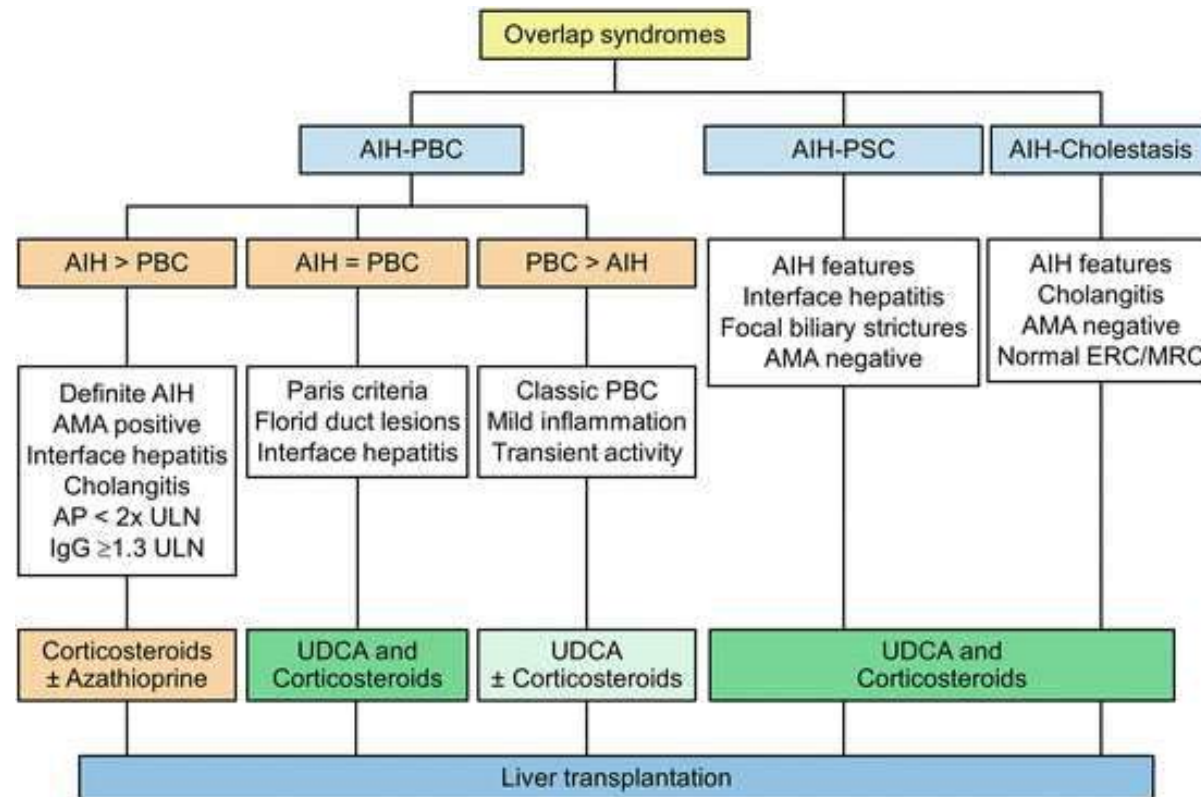 Overlap syndromes
AIH-PBC
AIH-PSC
AIH-Cholestasis
AIH > PBC
AIH = PBC
PBC > AIH
AIH features
Interface hepatitis
Focal biliary strictures
AMA negative
AIH features
Cholangitis
AMA negative
Normal ERC/MRC
Definite AIH
AMA positive
Interface hepatitis
Cholangitis
AP < 2x ULN
IgG ≥1.3 ULN
Paris criteria
Florid duct lesions
Interface hepatitis
Classic PBC
Mild inflammation
Transient activity
Corticosteroids
± Azathioprine
UDCA and
Corticosteroids
UDCA
± Corticosteroids
UDCA and
Corticosteroids
Liver transplantation